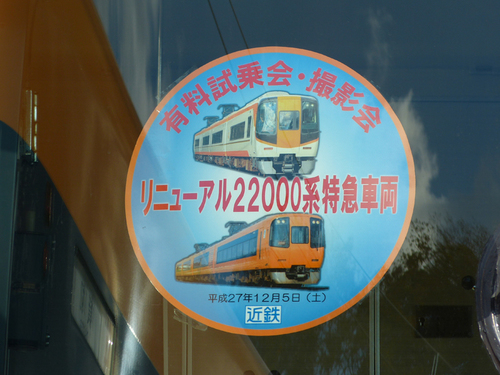 有料試乗会・撮影会
リニューアル22000系特急車両
平成27年12月5日（土）
近鉄